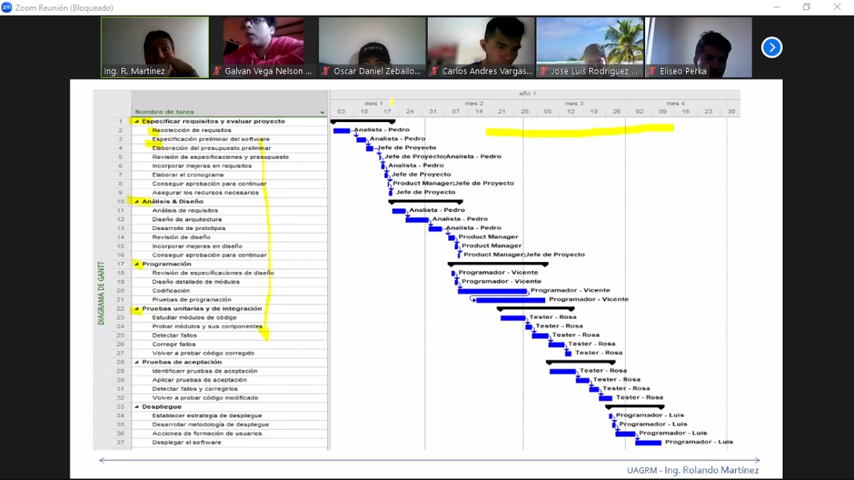 Zoom Reunión (Bloqueado)
Ing. R. Martinez
Galvan Vega Nelson ...
Oscar Daniel Zeballo...
Carlos Andres Vargas...
Jose Luis Rodriguez ...
Eliseo Perka
año 1
mes 1 mes 2 mes 3 mes 4
Nombre de tarea 03 10 17 24 31 07 14 21 28 05 12 19 26 02 09 16 23 30
1 Especificar requisitos y evaluar proyecto
2 Recolección de requisitos Analista - Pedro
3 Especificación preliminar del software Analista - Pedro
4 Elaboración del presupuesto preliminar Jefe de Proyecto
5 Revisión de especificaciones y presupuesto Jefe de Proyecto;Analista - Pedro
6 Incorporar mejoras en requisitos Analista - Pedro
7 Elaborar el cronograma Jefe de Proyecto
8 Conseguir aprobación para continuar Product Manager;Jefe de Proyecto
9 Asegurar los recursos necesarios Jefe de Proyecto
10 Análisis & Diseño
11 Análisis de requisitos Analista - Pedro
12 Diseño de arquitectura Analista - Pedro
13 Desarrollo de prototipos Analista - Pedro
14 Revisión de diseño Product Manager
15 Incorporar mejoras en diseño Product Manager
16 Conseguir aprobación para continuar Product Manager;Jefe de Proyecto
17 Programación
18 Revisión de especificaciones de diseño Programador - Vicente
19 Diseño detallado de módulos Programador - Vicente
20 Codificación Programador - Vicente
21 Pruebas de programación Programador - Vicente
22 Pruebas unitarias y de integración
23 Estudiar módulos de código Tester - Rosa
24 Probar módulos y sus componentes Tester - Rosa
25 Detectar fallos Tester - Rosa
26 Corregir fallos Tester - Rosa
27 Volver a probar código corregido Tester - Rosa
28 Pruebas de aceptación
29 Identificarr pruebas de aceptación Tester - Rosa
30 Aplicar pruebas de aceptación Tester - Rosa
31 Detectar fallos y corregirlos Tester - Rosa
32 Volver a probar código modificado Tester - Rosa
33 Despliegue
34 Establecer estrategia de despliegue Programador - Luis
35 Desarrollar metodología de despliegue Programador - Luis
36 Acciones de formación de usuarios Programador - Luis
37 Desplegar el software Programador - Luis
DIAGRAMA DE GANTT
UAGRM - Ing. Rolando Martínez